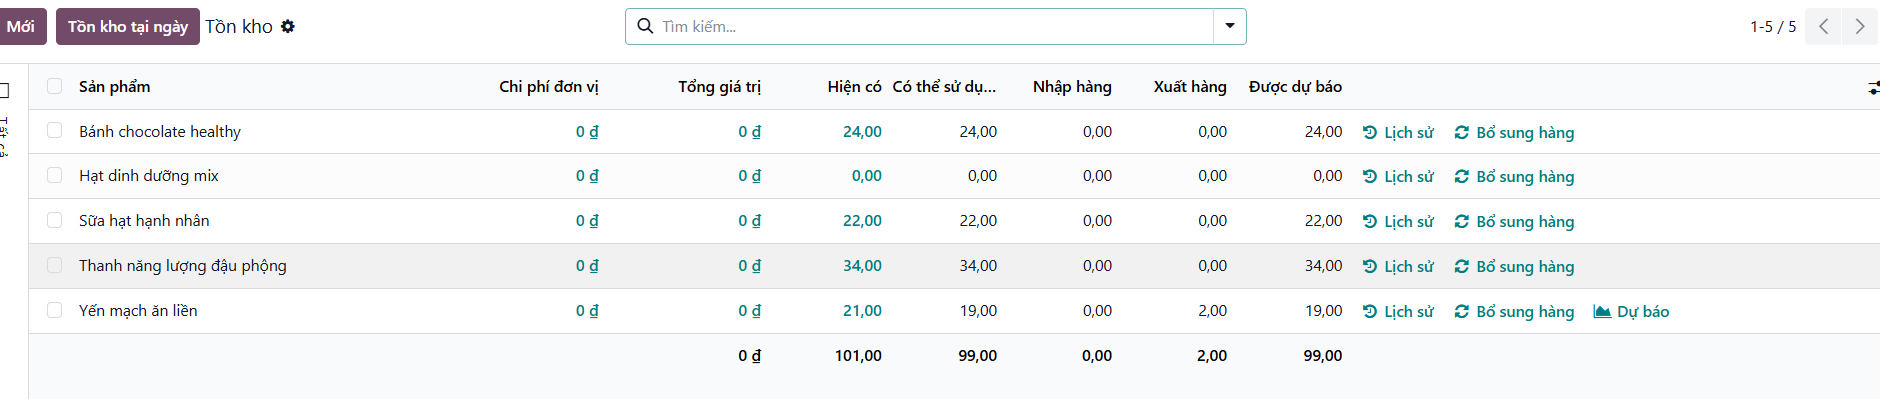 Mới Tồn kho tại ngày Tồn kho Tìm kiếm... 1-5 / 5
Sản phẩm Chi phí đơn vị Tổng giá trị Hiện có Có thể sử dụ... Nhập hàng Xuất hàng Được dự báo
Tất cả
Bánh chocolate healthy 0 ₫ 0 ₫ 24,00 24,00 0,00 0,00 24,00 Lịch sử Bổ sung hàng
Hạt dinh dưỡng mix 0 ₫ 0 ₫ 0,00 0,00 0,00 0,00 0,00 Lịch sử Bổ sung hàng
Sữa hạt hạnh nhân 0 ₫ 0 ₫ 22,00 22,00 0,00 0,00 22,00 Lịch sử Bổ sung hàng
Thanh năng lượng đậu phộng 0 ₫ 0 ₫ 34,00 34,00 0,00 0,00 34,00 Lịch sử Bổ sung hàng
Yến mạch ăn liền 0 ₫ 0 ₫ 21,00 19,00 0,00 2,00 19,00 Lịch sử Bổ sung hàng Dự báo
0 ₫ 101,00 99,00 0,00 2,00 99,00